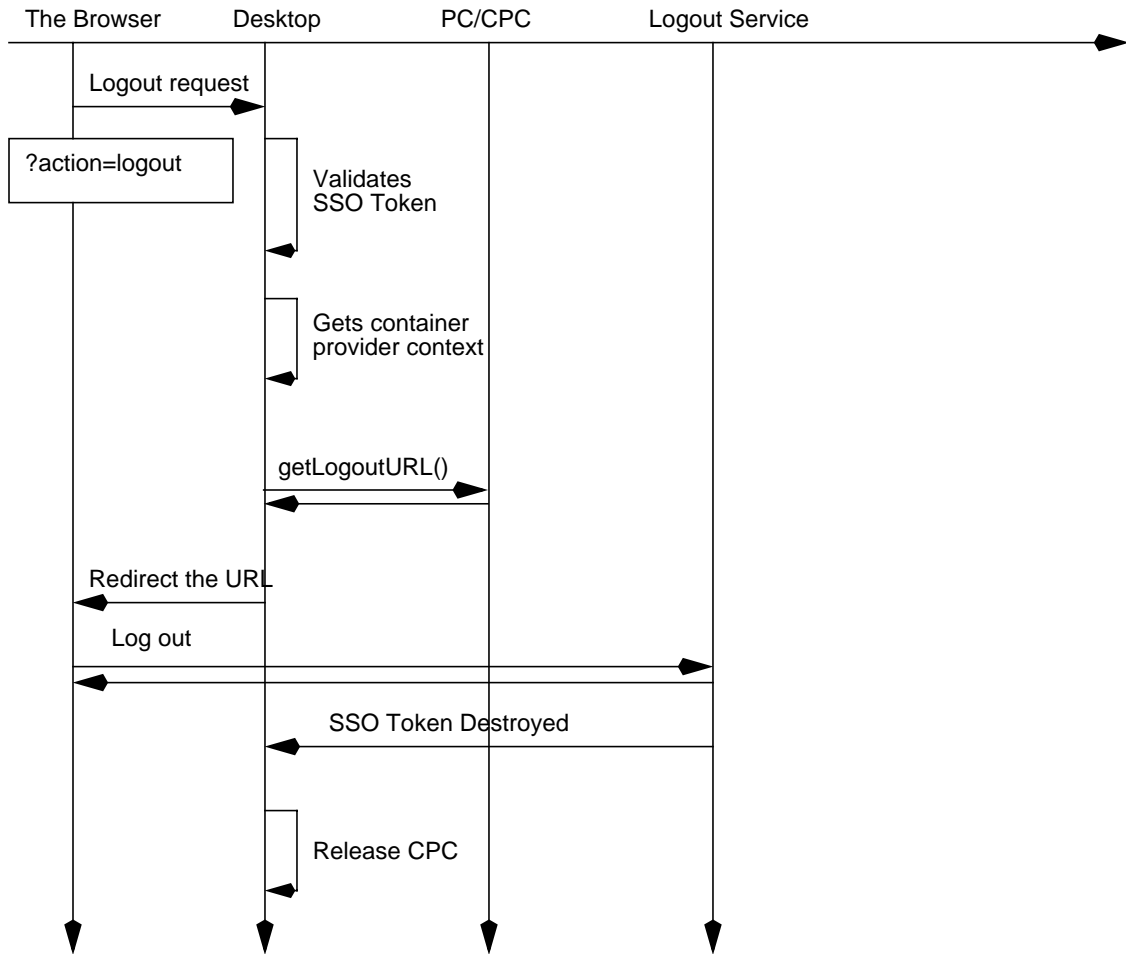 The Browser
Desktop
PC/CPC
Logout Service
Logout request
?action=logout
Validates
SSO Token
Gets container
provider context
getLogoutURL()
Redirect the URL
Log out
SSO Token Destroyed
Release CPC